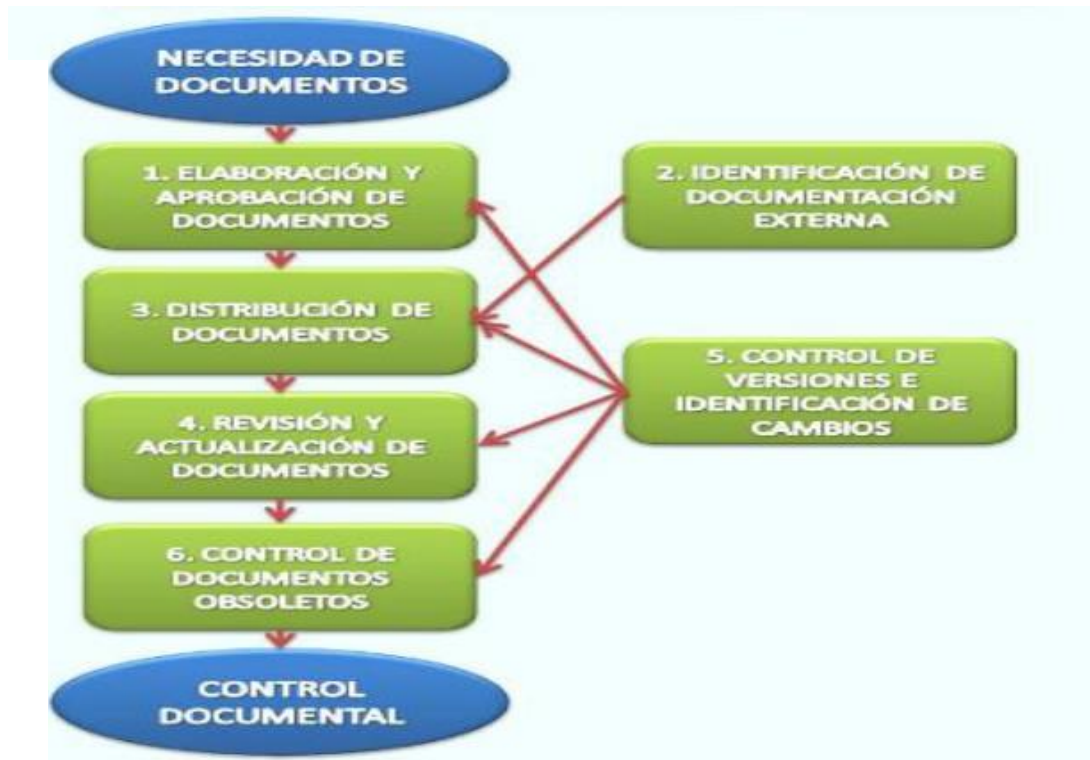 NECESIDAD DE
DOCUMENTOS
1. ELABORACIÓN Y
APROBACIÓN DE
DOCUMENTOS
2. IDENTIFICACIÓN DE
DOCUMENTACIÓN
EXTERNA
3. DISTRIBUCIÓN DE
DOCUMENTOS
4. REVISIÓN Y
ACTUALIZACIÓN DE
DOCUMENTOS
5. CONTROL DE
VERSIONES E
IDENTIFICACIÓN DE
CAMBIOS
6. CONTROL DE
DOCUMENTOS
OBSOLETOS
CONTROL
DOCUMENTAL